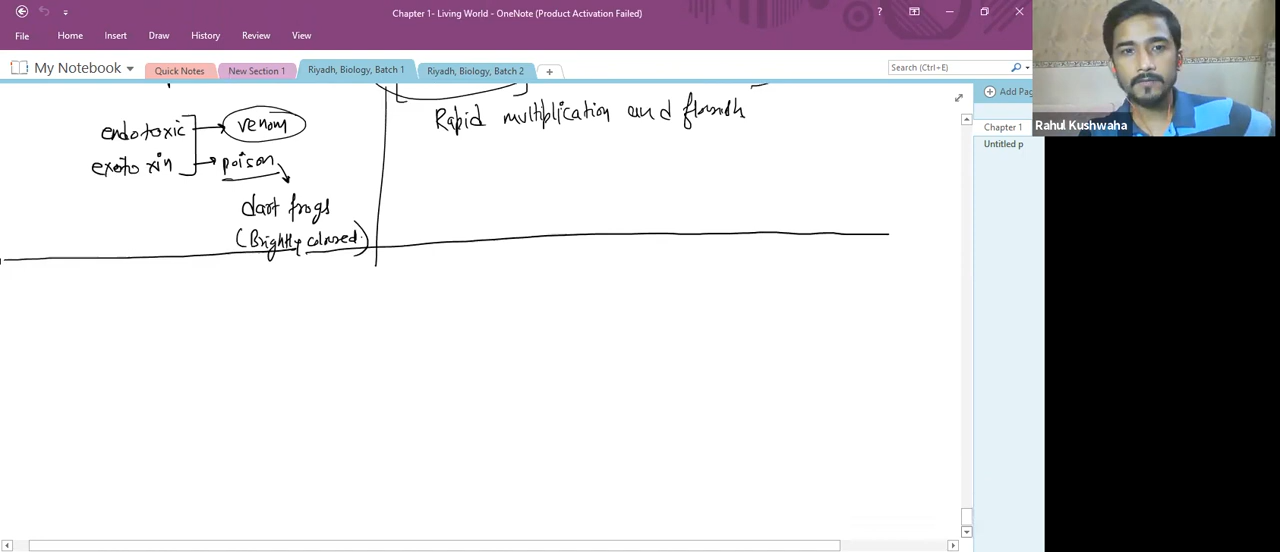 Chapter 1- Living World - OneNote (Product Activation Failed)
?
File Home Insert Draw History Review View
My Notebook
Quick Notes
New Section 1
Riyadh, Biology, Batch 1
Riyadh, Biology, Batch 2
Search (Ctrl+E)
Add Pag
Chapter 1
Untitled p
Rahul Kushwaha
endotoxic venom
exotoxin poison
dart frogs
(Brightly coloured)
Rapid multiplication and